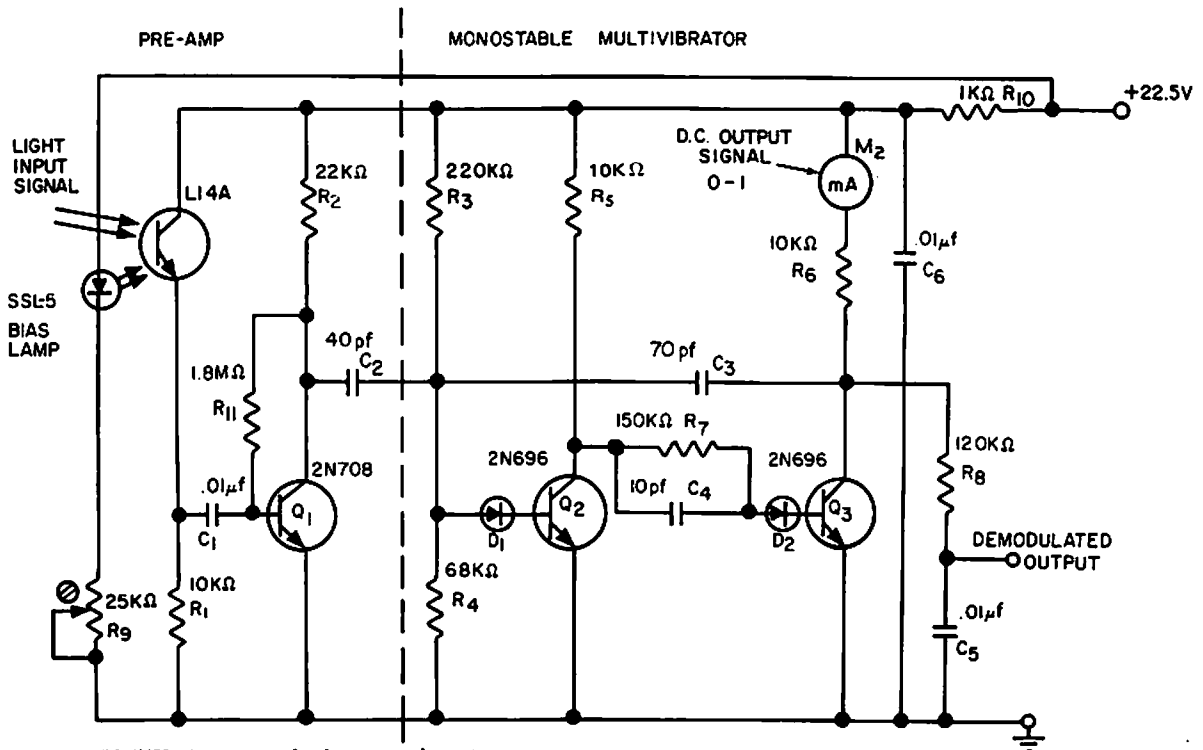 PRE-AMP
MONOSTABLE MULTIVIBRATOR
1KΩ R10
+22.5V
LIGHT
INPUT
SIGNAL
L14A
22KΩ
R2
220KΩ
R3
10KΩ
R5
D.C. OUTPUT
SIGNAL
0-1
M2
mA
10KΩ
R6
.01μf
C6
SSL-5
BIAS
LAMP
1.8MΩ
R11
40pf
C2
70pf
C3
150KΩ R7
10pf C4
120KΩ
R8
.01μf
C1
2N708
Q1
D1
2N696
Q2
D2
2N696
Q3
DEMODULATED
OUTPUT
25KΩ
R9
10KΩ
R1
68KΩ
R4
.01μf
C5